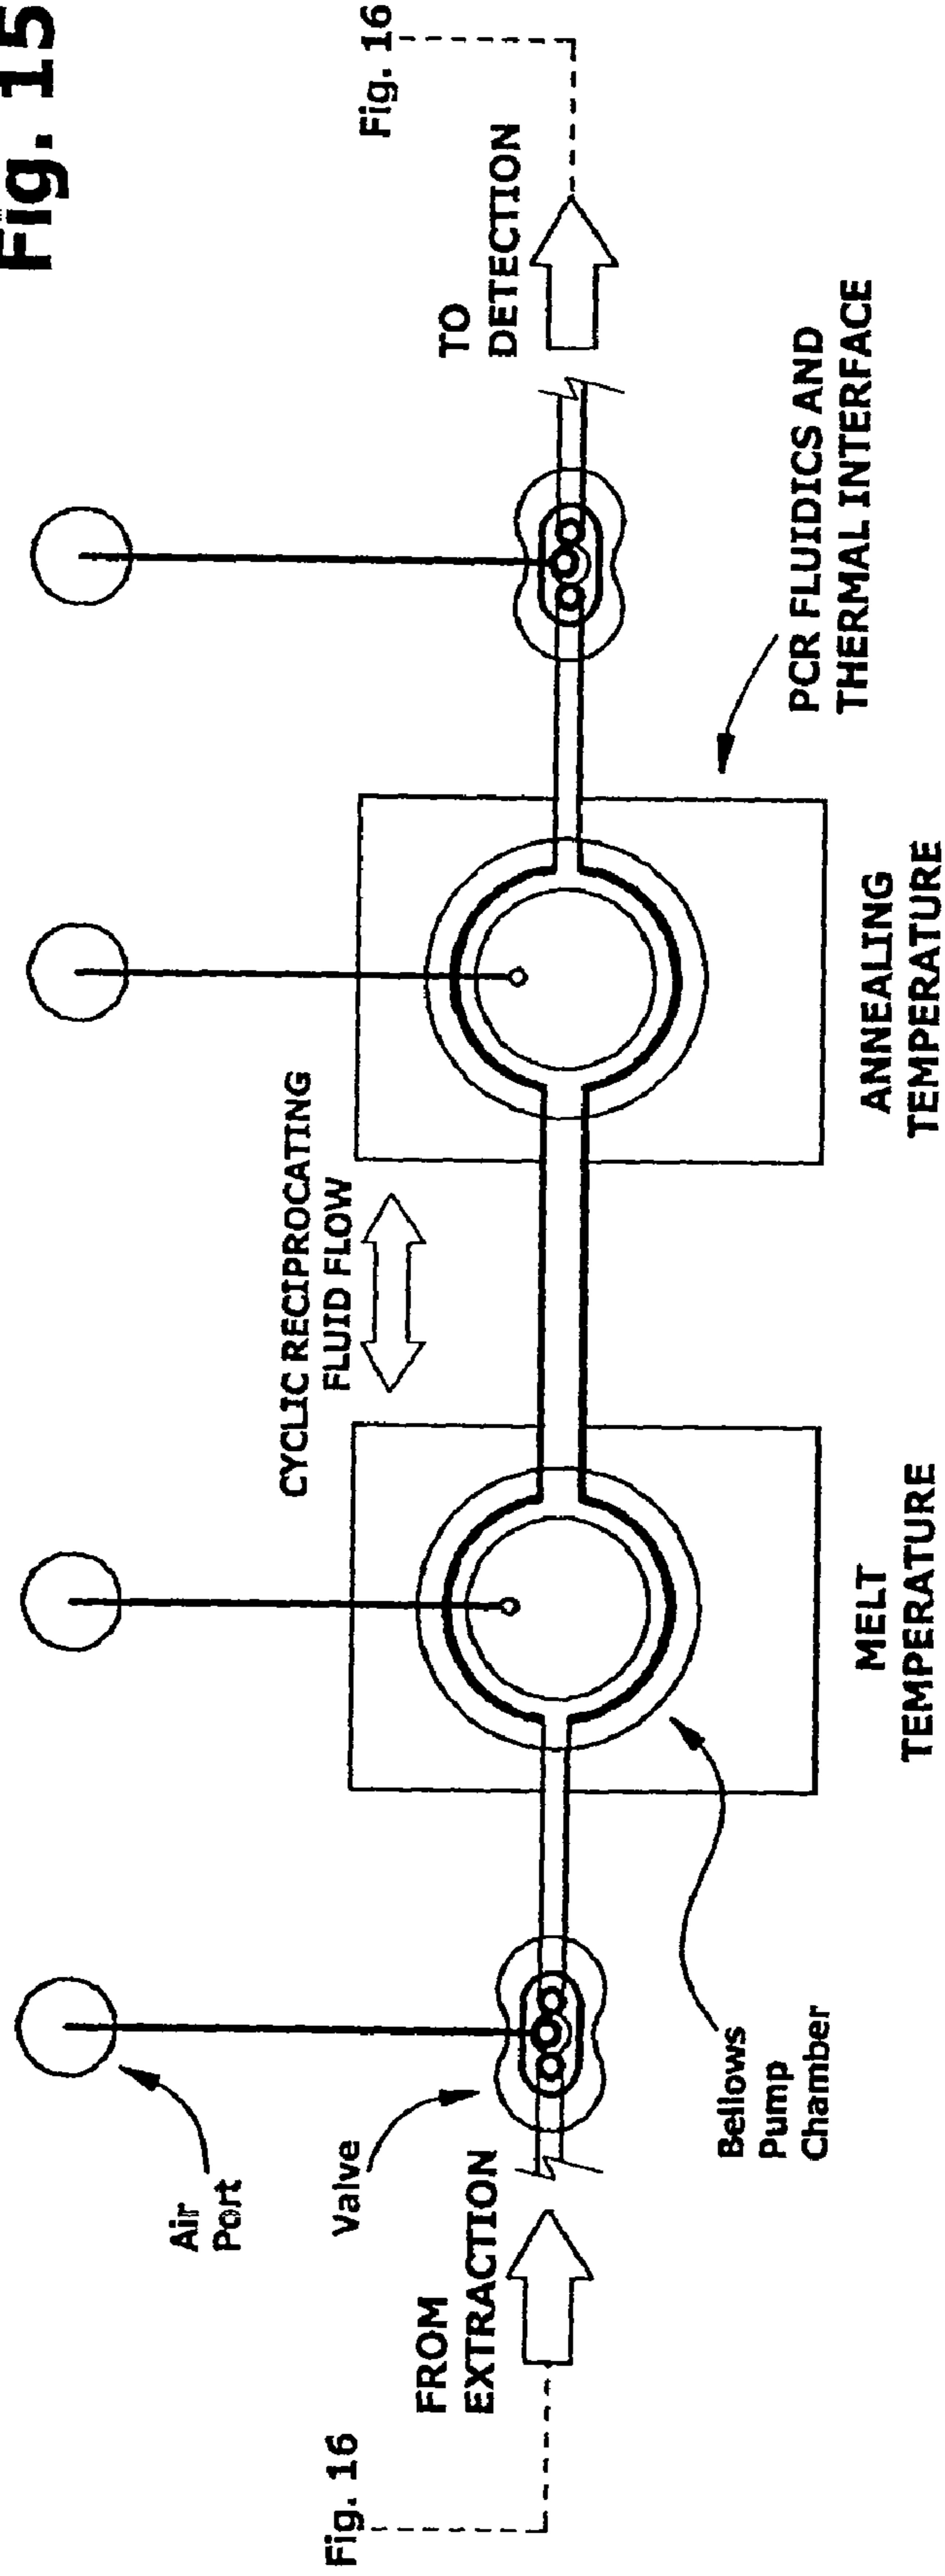 Fig. 15
Fig. 16
FROM
EXTRACTION
Air
Port
Valve
Bellows
Pump
Chamber
MELT
TEMPERATURE
CYCLIC RECIPROCATING
FLUID FLOW
ANNEALING
TEMPERATURE
PCR FLUIDICS AND
THERMAL INTERFACE
TO
DETECTION
Fig. 16